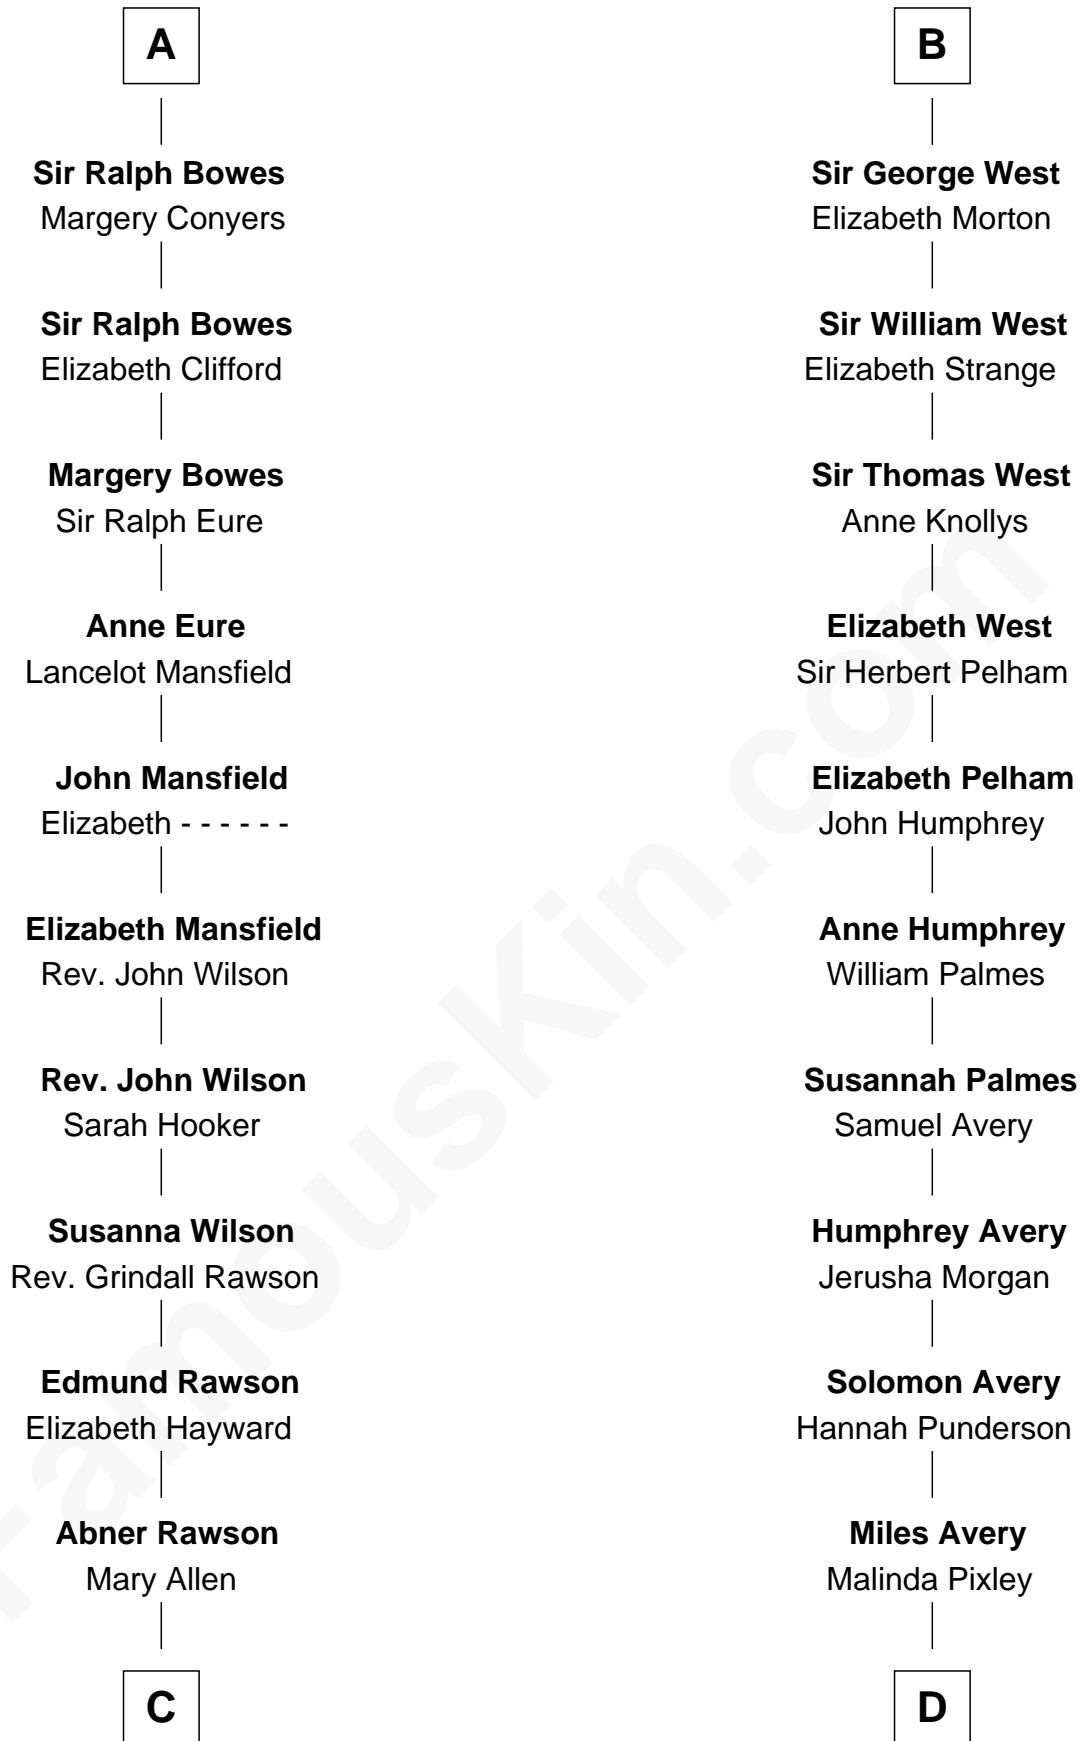 A
Sir Ralph Bowes
Margery Conyers
Sir Ralph Bowes
Elizabeth Clifford
Margery Bowes
Sir Ralph Eure
Anne Eure
Lancelot Mansfield
John Mansfield
Elizabeth - - - - - -
Elizabeth Mansfield
Rev. John Wilson
Rev. John Wilson
Sarah Hooker
Susanna Wilson
Rev. Grindall Rawson
Edmund Rawson
Elizabeth Hayward
Abner Rawson
Mary Allen
C
B
Sir George West
Elizabeth Morton
Sir William West
Elizabeth Strange
Sir Thomas West
Anne Knollys
Elizabeth West
Sir Herbert Pelham
Elizabeth Pelham
John Humphrey
Anne Humphrey
William Palmes
Susannah Palmes
Samuel Avery
Humphrey Avery
Jerusha Morgan
Solomon Avery
Hannah Punderson
Miles Avery
Malinda Pixley
D
FamousKin.com